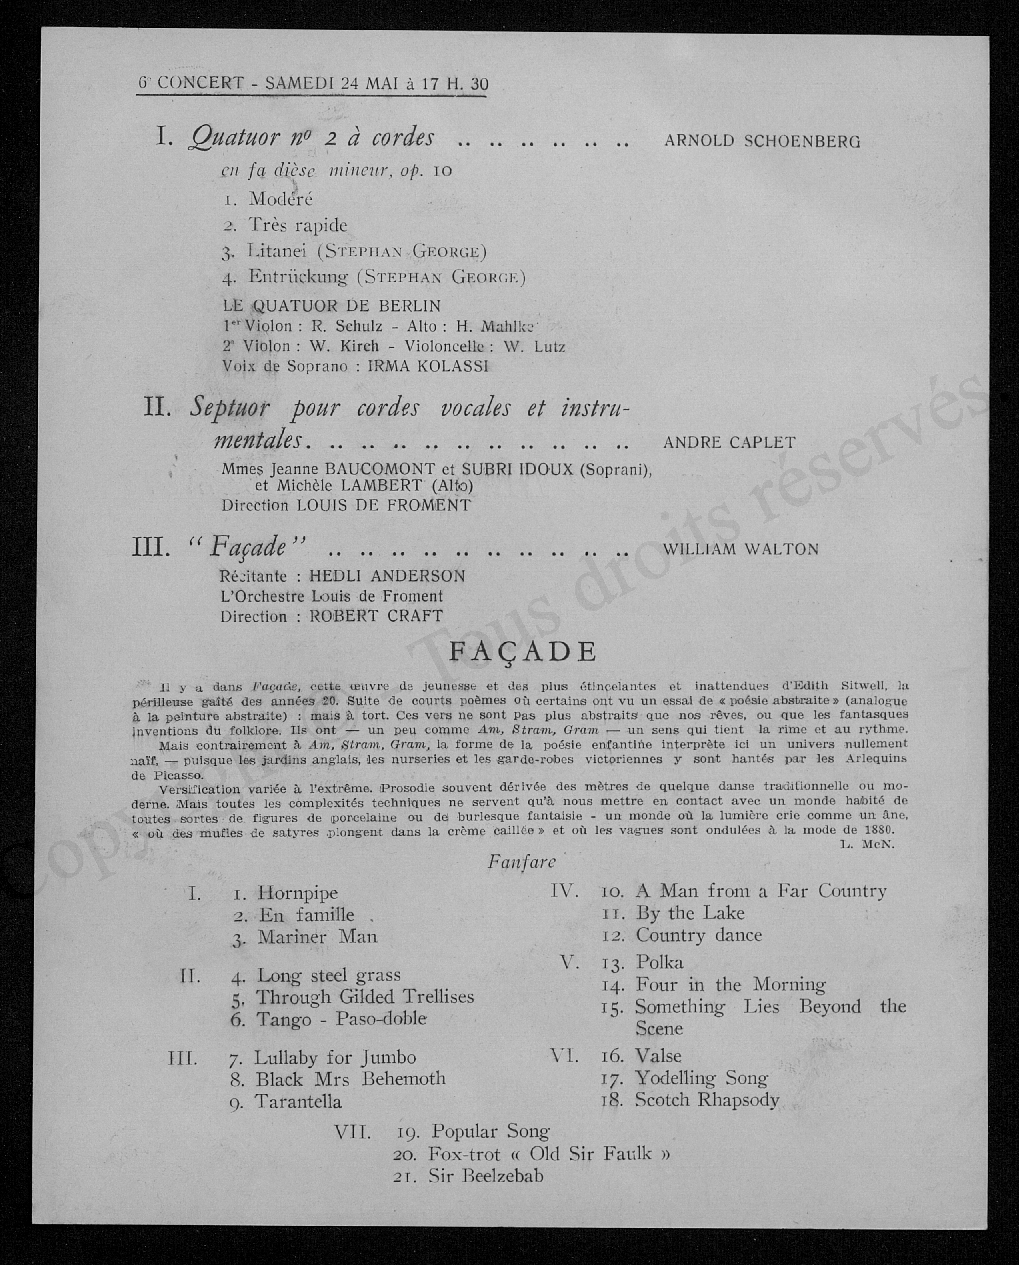 6e CONCERT - SAMEDI 24 MAI à 17 H. 30
I. Quatuor no 2 à cordes .. .. .. .. .. .. ARNOLD SCHOENBERG
en fa dièse mineur, op. 10
1. Modéré
2. Très rapide
3. Litanei (STEPHAN GEORGE)
4. Entrückung (STEPHAN GEORGE)
LE QUATUOR DE BERLIN
1er Violon : R. Schulz - Alto : H. Mahlke
2e Violon : W. Kirch - Violoncelle : W. Lutz
Voix de Soprano : IRMA KOLASSI
II. Septuor pour cordes vocales et instru-
mentales. .. .. .. .. .. .. .. .. .. .. ANDRE CAPLET
Mmes Jeanne BAUCOMONT et SUBRI IDOUX (Soprani),
et Michèle LAMBERT (Alto)
Direction LOUIS DE FROMENT
III. “Façade” .. .. .. .. .. .. .. .. .. .. WILLIAM WALTON
Récitante : HEDLI ANDERSON
L'Orchestre Louis de Froment
Direction : ROBERT CRAFT
FAÇADE
Il y a dans Façade, cette œuvre de jeunesse et des plus étincelantes et inattendues d'Edith Sitwell, la
périlleuse gaîté des années 20. Suite de courts poèmes où certains ont vu un essai de « poésie abstraite » (analogue
à la peinture abstraite) : mais à tort. Ces vers ne sont pas plus abstraits que nos rêves, ou que les fantasques
inventions du folklore. Ils ont — un peu comme Am, Stram, Gram — un sens qui tient la rime et au rythme.
Mais contrairement à Am, Stram, Gram, la forme de la poésie enfantine interprète ici un univers nullement
naïf, — puisque les jardins anglais, les nurseries et les garde-robes victoriennes y sont hantés par les Arlequins
de Picasso.
Versification variée à l'extrême. Prosodie souvent dérivée des mètres de quelque danse traditionnelle ou mo-
derne. Mais toutes les complexités techniques ne servent qu'à nous mettre en contact avec un monde habité de
toutes sortes de figures de porcelaine ou de burlesque fantaisie - un monde où la lumière crie comme un âne,
« où des mufles de satyres plongent dans la crème caillée » et où les vagues sont ondulées à la mode de 1880.
L. McN.
Fanfare
I. 1. Hornpipe
2. En famille
3. Mariner Man
II. 4. Long steel grass
5. Through Gilded Trellises
6. Tango - Paso-doble
III. 7. Lullaby for Jumbo
8. Black Mrs Behemoth
9. Tarantella
IV. 10. A Man from a Far Country
11. By the Lake
12. Country dance
V. 13. Polka
14. Four in the Morning
15. Something Lies Beyond the
Scene
VI. 16. Valse
17. Yodelling Song
18. Scotch Rhapsody
VII. 19. Popular Song
20. Fox-trot « Old Sir Faulk »
21. Sir Beelzebab
Copyright © - Tous droits réservés